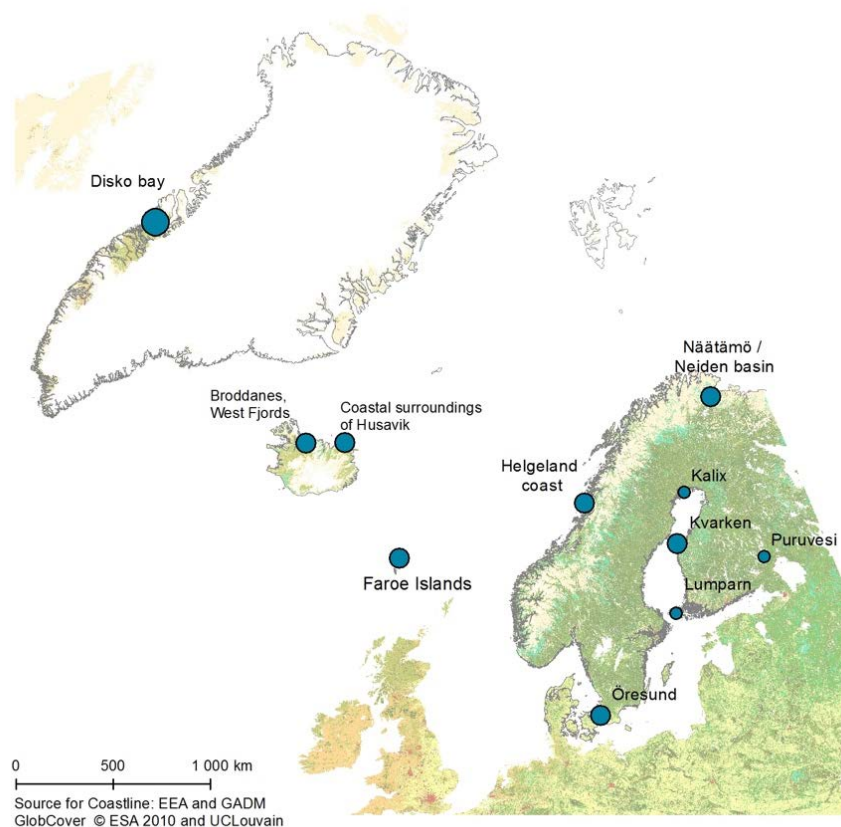 Disko bay
Näätämö /
Neiden basin
Broddanes,
West Fjords
Coastal surroundings
of Husavik
Helgeland
coast
Kalix
Kvarken
Puruvesi
Faroe Islands
Lumparn
Öresund
0 500 1 000 km
Source for Coastline: EEA and GADM
GlobCover © ESA 2010 and UCLouvain